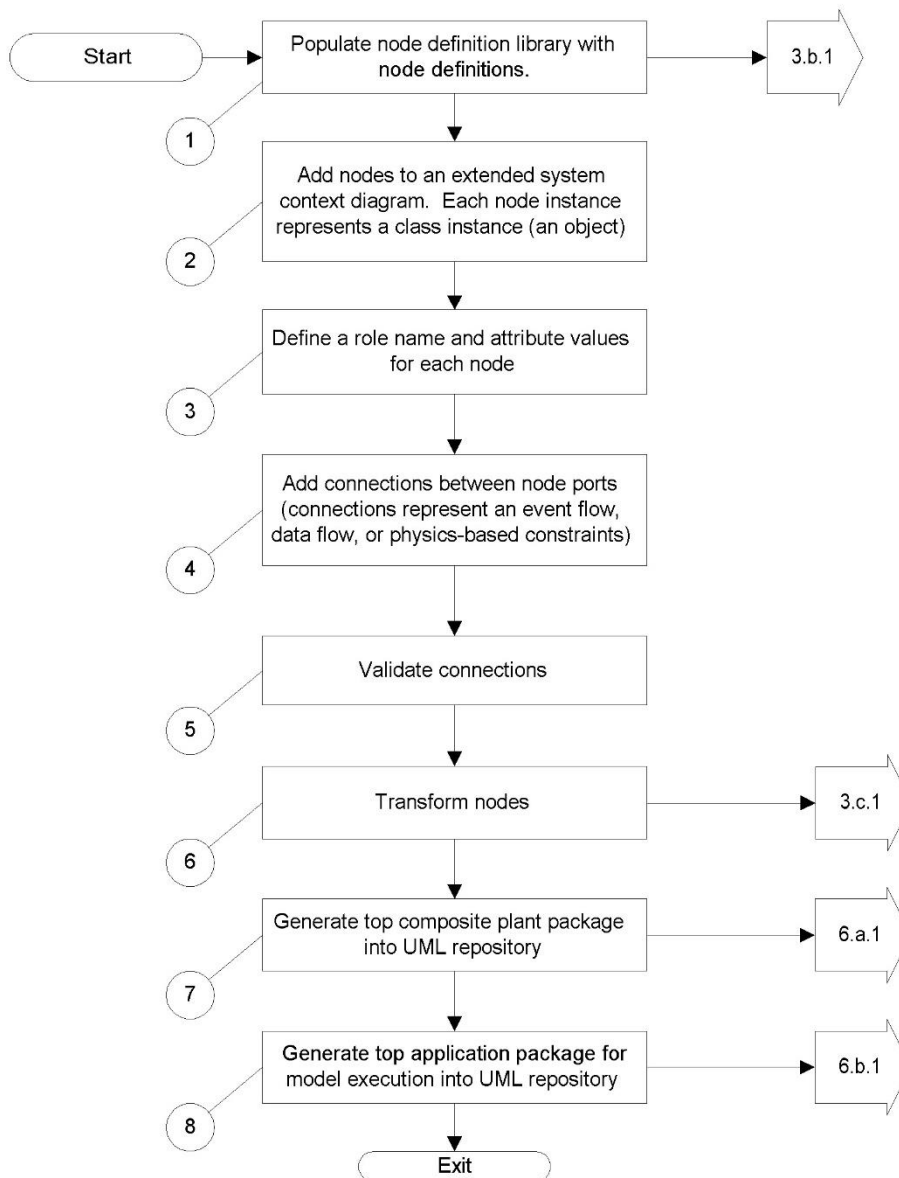 Start
Populate node definition library with
node definitions.
3.b.1
1
Add nodes to an extended system
context diagram. Each node instance
represents a class instance (an object)
2
Define a role name and attribute values
for each node
3
Add connections between node ports
(connections represent an event flow,
data flow, or physics-based constraints)
4
Validate connections
5
Transform nodes
3.c.1
6
Generate top composite plant package
into UML repository
6.a.1
7
Generate top application package for
model execution into UML repository
6.b.1
8
Exit